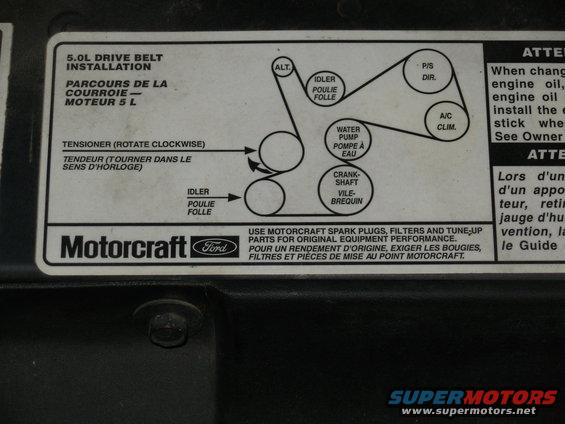 5.0L DRIVE BELT
INSTALLATION
PARCOURS DE LA
COURROIE —
MOTEUR 5 L
ALT.
IDLER
POULIE
FOLLE
P/S
DIR.
A/C
CLIM.
WATER
PUMP
POMPE À
EAU
CRANK-
SHAFT
VILE-
BREQUIN
TENSIONER (ROTATE CLOCKWISE)
TENDEUR (TOURNER DANS LE
SENS D'HORLOGE)
IDLER
POULIE
FOLLE
Motorcraft
Ford
USE MOTORCRAFT SPARK PLUGS, FILTERS AND TUNE-UP
PARTS FOR ORIGINAL EQUIPMENT PERFORMANCE.
POUR UN RENDEMENT D'ORIGINE, EXIGER LES BOUGIES,
FILTRES ET PIÈCES DE MISE AU POINT MOTORCRAFT.
ATTE
When chang
engine oil,
engine oil
install the e
stick whe
See Owner
ATTE
Lors d'un
d'un appo
teur, reti
jauge d'hu
vention, la
le Guide
SUPERMOTORS
www.supermotors.net